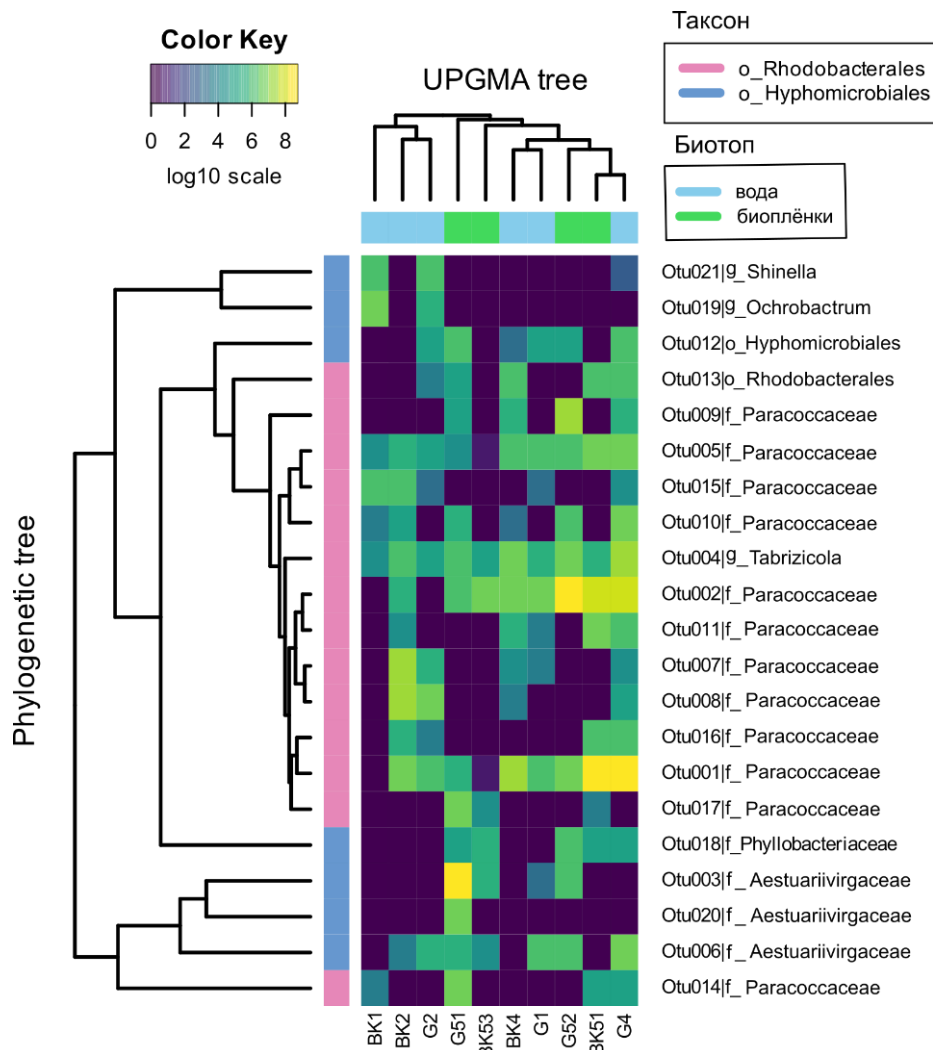 Color Key
0 2 4 6 8
log10 scale
UPGMA tree
Таксон
o_Rhodobacterales
o_Hyphomicrobiales
Биотоп
вода
биоплёнки
Phylogenetic tree
Otu021|g_Shinella
Otu019|g_Ochrobactrum
Otu012|o_Hyphomicrobiales
Otu013|o_Rhodobacterales
Otu009|f_Paracoccaceae
Otu005|f_Paracoccaceae
Otu015|f_Paracoccaceae
Otu010|f_Paracoccaceae
Otu004|g_Tabrizicola
Otu002|f_Paracoccaceae
Otu011|f_Paracoccaceae
Otu007|f_Paracoccaceae
Otu008|f_Paracoccaceae
Otu016|f_Paracoccaceae
Otu001|f_Paracoccaceae
Otu017|f_Paracoccaceae
Otu018|f_Phyllobacteriaceae
Otu003|f_Aestuariivirgaceae
Otu020|f_Aestuariivirgaceae
Otu006|f_Aestuariivirgaceae
Otu014|f_Paracoccaceae
BK1 BK2 G2 G51 BK53 BK4 G1 G52 BK51 G4